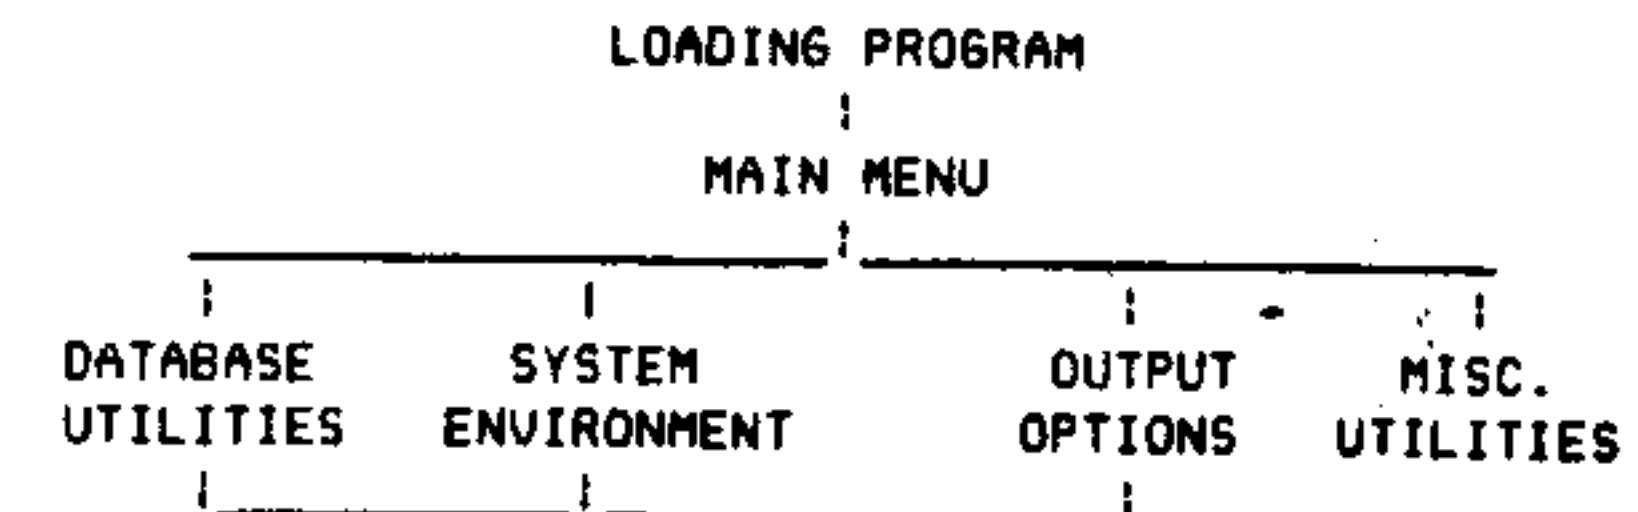 LOADING PROGRAM
MAIN MENU
DATABASE UTILITIES
SYSTEM ENVIRONMENT
OUTPUT OPTIONS
MISC. UTILITIES